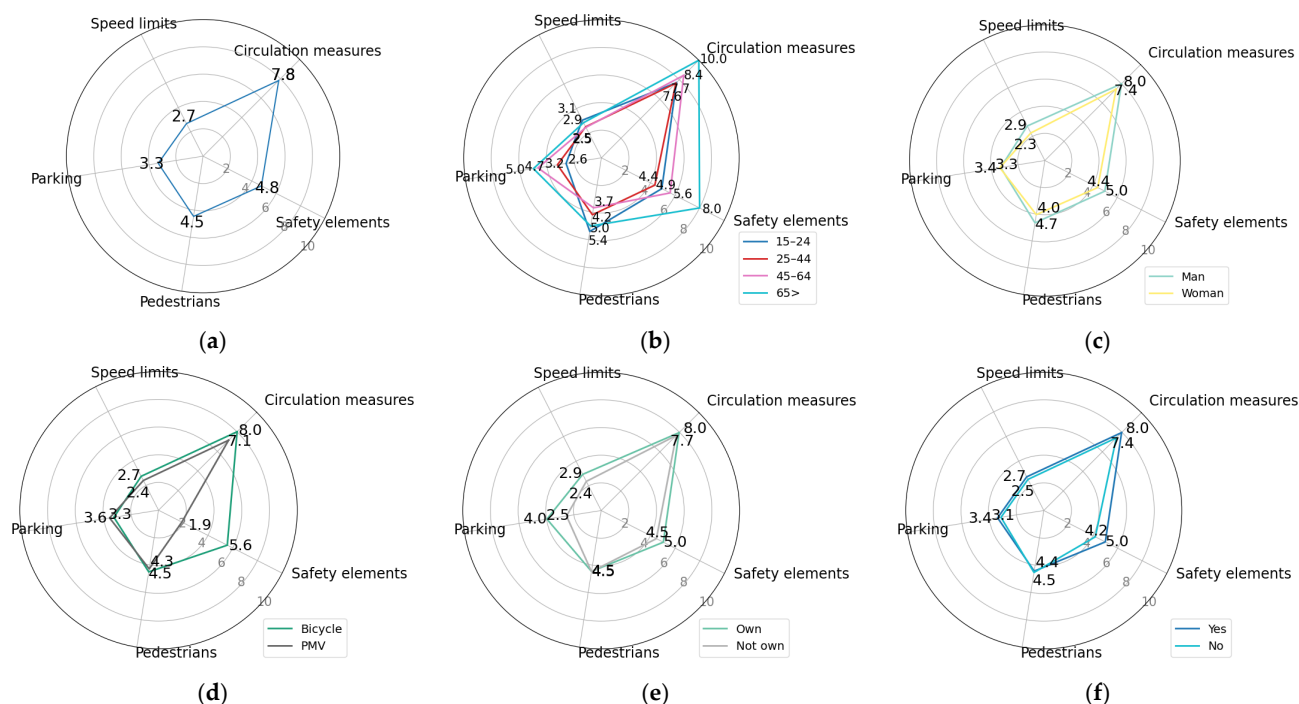 Speed limits
Circulation measures
7.8
2.7
3.3
Parking
2
4
4.8
6
Safety elements
8
4.5
10
Pedestrians
(a)
Speed limits
Circulation measures
10.0
8.4
7.6
3.1
2.9
2.5
2.6
3.2
4.7
5.0
Parking
2
4
4.4
4.9
5.6
6
8.0
Safety elements
8
3.7
4.2
5.0
5.4
10
Pedestrians
15–24
25–44
45–64
65>
(b)
Speed limits
Circulation measures
8.0
7.4
2.9
2.3
3.4
3.3
Parking
2
4.4
5.0
6
Safety elements
8
4.0
4.7
10
Pedestrians
Man
Woman
(c)
Speed limits
Circulation measures
8.0
7.1
2.7
2.4
3.6
3.3
Parking
2
1.9
4
5.6
6
Safety elements
8
4.3
4.5
10
Pedestrians
Bicycle
PMV
(d)
Speed limits
Circulation measures
8.0
7.7
2.9
2.4
4.0
2.5
Parking
2
4
4.5
5.0
6
Safety elements
8
4.5
10
Pedestrians
Own
Not own
(e)
Speed limits
Circulation measures
8.0
7.4
2.7
2.5
3.4
3.1
Parking
2
4
4.2
5.0
6
Safety elements
8
4.4
4.5
10
Pedestrians
Yes
No
(f)